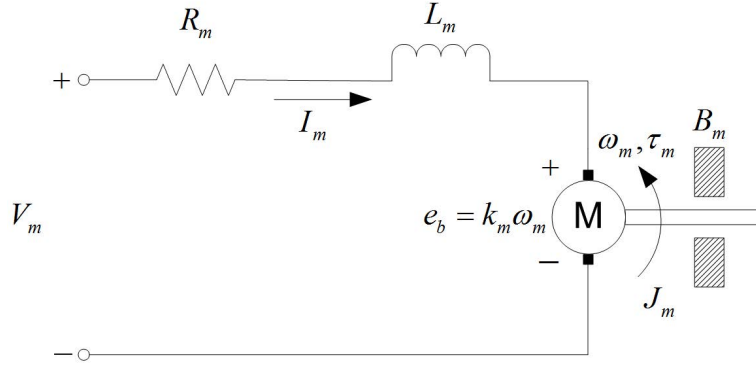 R_m
L_m
+
I_m
ω_m, τ_m
B_m
+
V_m
e_b = k_m ω_m
M
−
J_m
−